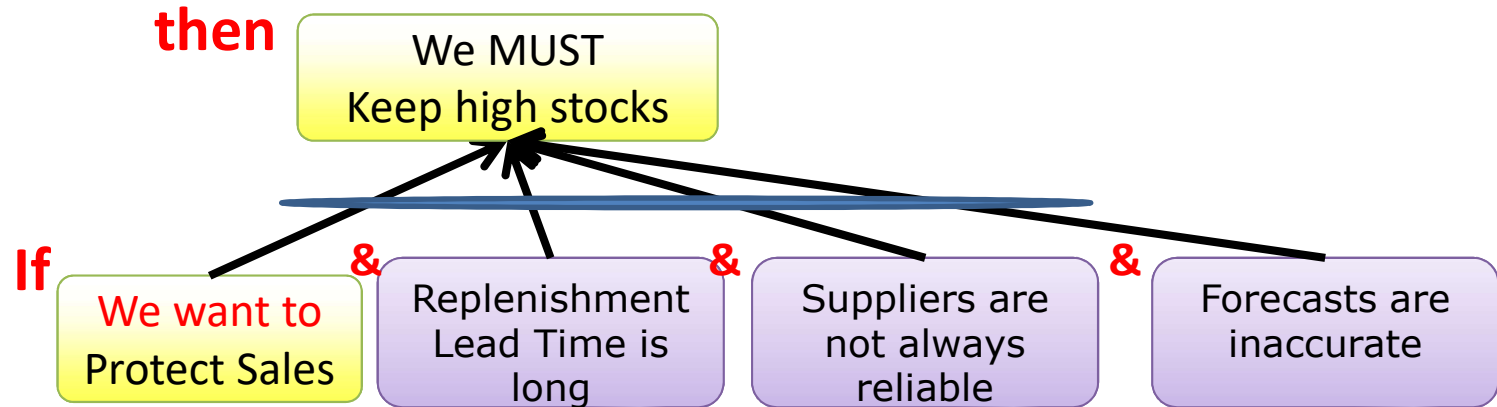 then
We MUST
Keep high stocks
If
We want to
Protect Sales
&
Replenishment
Lead Time is
long
&
Suppliers are
not always
reliable
&
Forecasts are
inaccurate